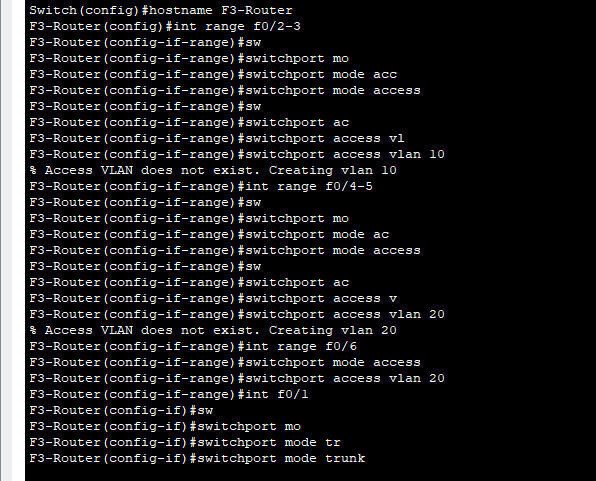 Switch(config)#hostname F3-Router
F3-Router(config)#int range f0/2-3
F3-Router(config-if-range)#sw
F3-Router(config-if-range)#switchport mo
F3-Router(config-if-range)#switchport mode acc
F3-Router(config-if-range)#switchport mode access
F3-Router(config-if-range)#sw
F3-Router(config-if-range)#switchport ac
F3-Router(config-if-range)#switchport access vl
F3-Router(config-if-range)#switchport access vlan 10
% Access VLAN does not exist. Creating vlan 10
F3-Router(config-if-range)#int range f0/4-5
F3-Router(config-if-range)#sw
F3-Router(config-if-range)#switchport mo
F3-Router(config-if-range)#switchport mode ac
F3-Router(config-if-range)#switchport mode access
F3-Router(config-if-range)#sw
F3-Router(config-if-range)#switchport ac
F3-Router(config-if-range)#switchport access v
F3-Router(config-if-range)#switchport access vlan 20
% Access VLAN does not exist. Creating vlan 20
F3-Router(config-if-range)#int range f0/6
F3-Router(config-if-range)#switchport mode access
F3-Router(config-if-range)#switchport access vlan 20
F3-Router(config-if-range)#int f0/1
F3-Router(config-if)#sw
F3-Router(config-if)#switchport mo
F3-Router(config-if)#switchport mode tr
F3-Router(config-if)#switchport mode trunk